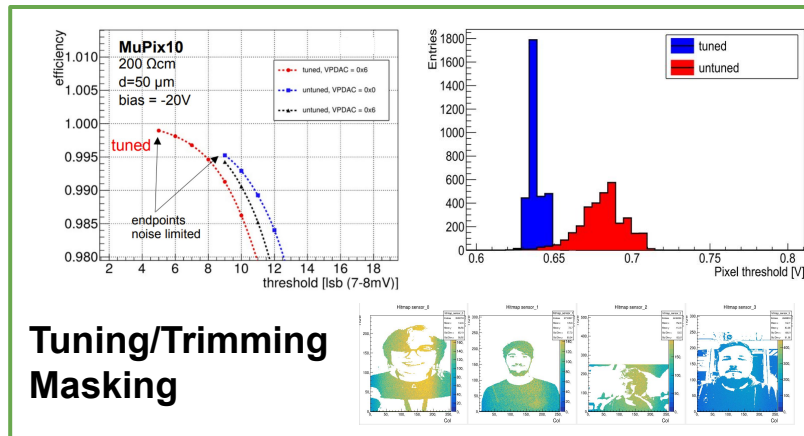 MuPix10
200 Ωcm
d=50 μm
bias = -20V
efficiency
1.010
1.005
1.000
0.995
0.990
0.985
0.980
tuned, VPDAC = 0x6
untuned, VPDAC = 0x0
untuned, VPDAC = 0x6
tuned
endpoints
noise limited
2 4 6 8 10 12 14 16 18
threshold [lsb (7-8mV)]
Entries
1800
1600
1400
1200
1000
800
600
400
200
0
tuned
untuned
0.6 0.65 0.7 0.75 0.8
Pixel threshold [V]
Tuning/Trimming
Masking
Hitmap sensor_0
Hitmap sensor_1
Hitmap sensor_2
Hitmap sensor_3
Col
Col
Col
Col